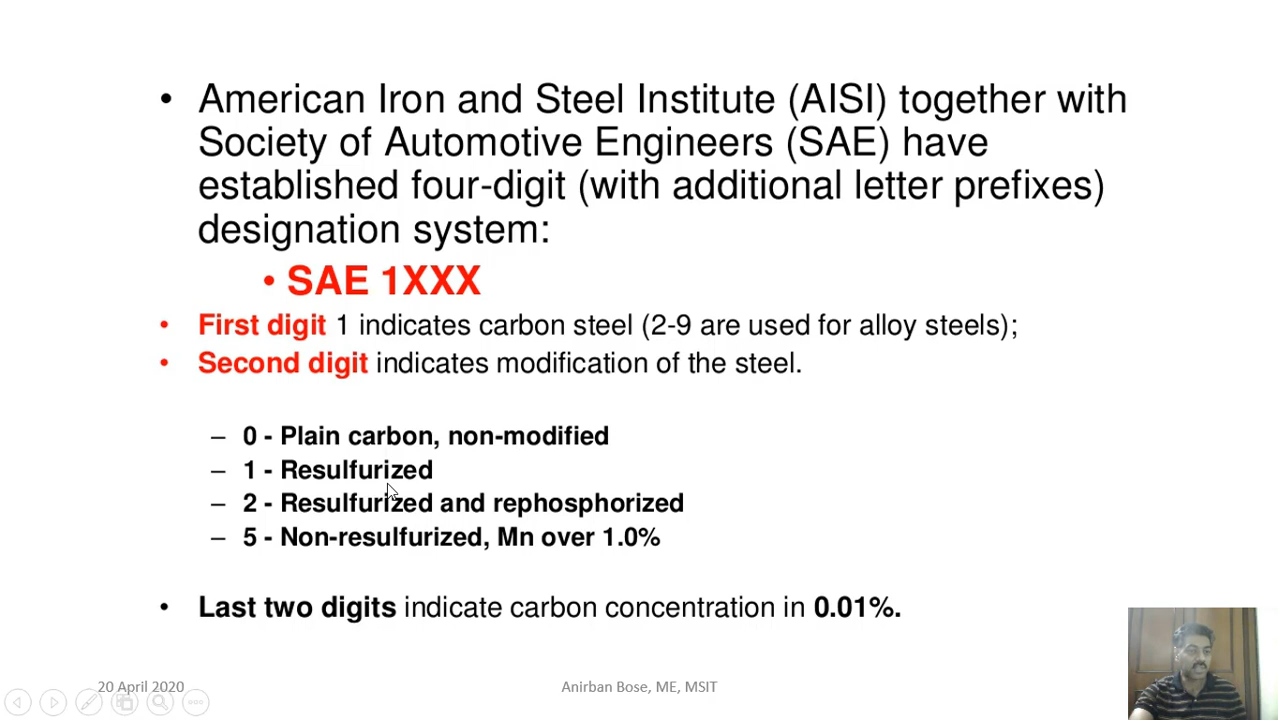 • American Iron and Steel Institute (AISI) together with
Society of Automotive Engineers (SAE) have
established four-digit (with additional letter prefixes)
designation system:
• SAE 1XXX
• First digit 1 indicates carbon steel (2-9 are used for alloy steels);
• Second digit indicates modification of the steel.
– 0 - Plain carbon, non-modified
– 1 - Resulfurized
– 2 - Resulfurized and rephosphorized
– 5 - Non-resulfurized, Mn over 1.0%
• Last two digits indicate carbon concentration in 0.01%.
20 April 2020
Anirban Bose, ME, MSIT